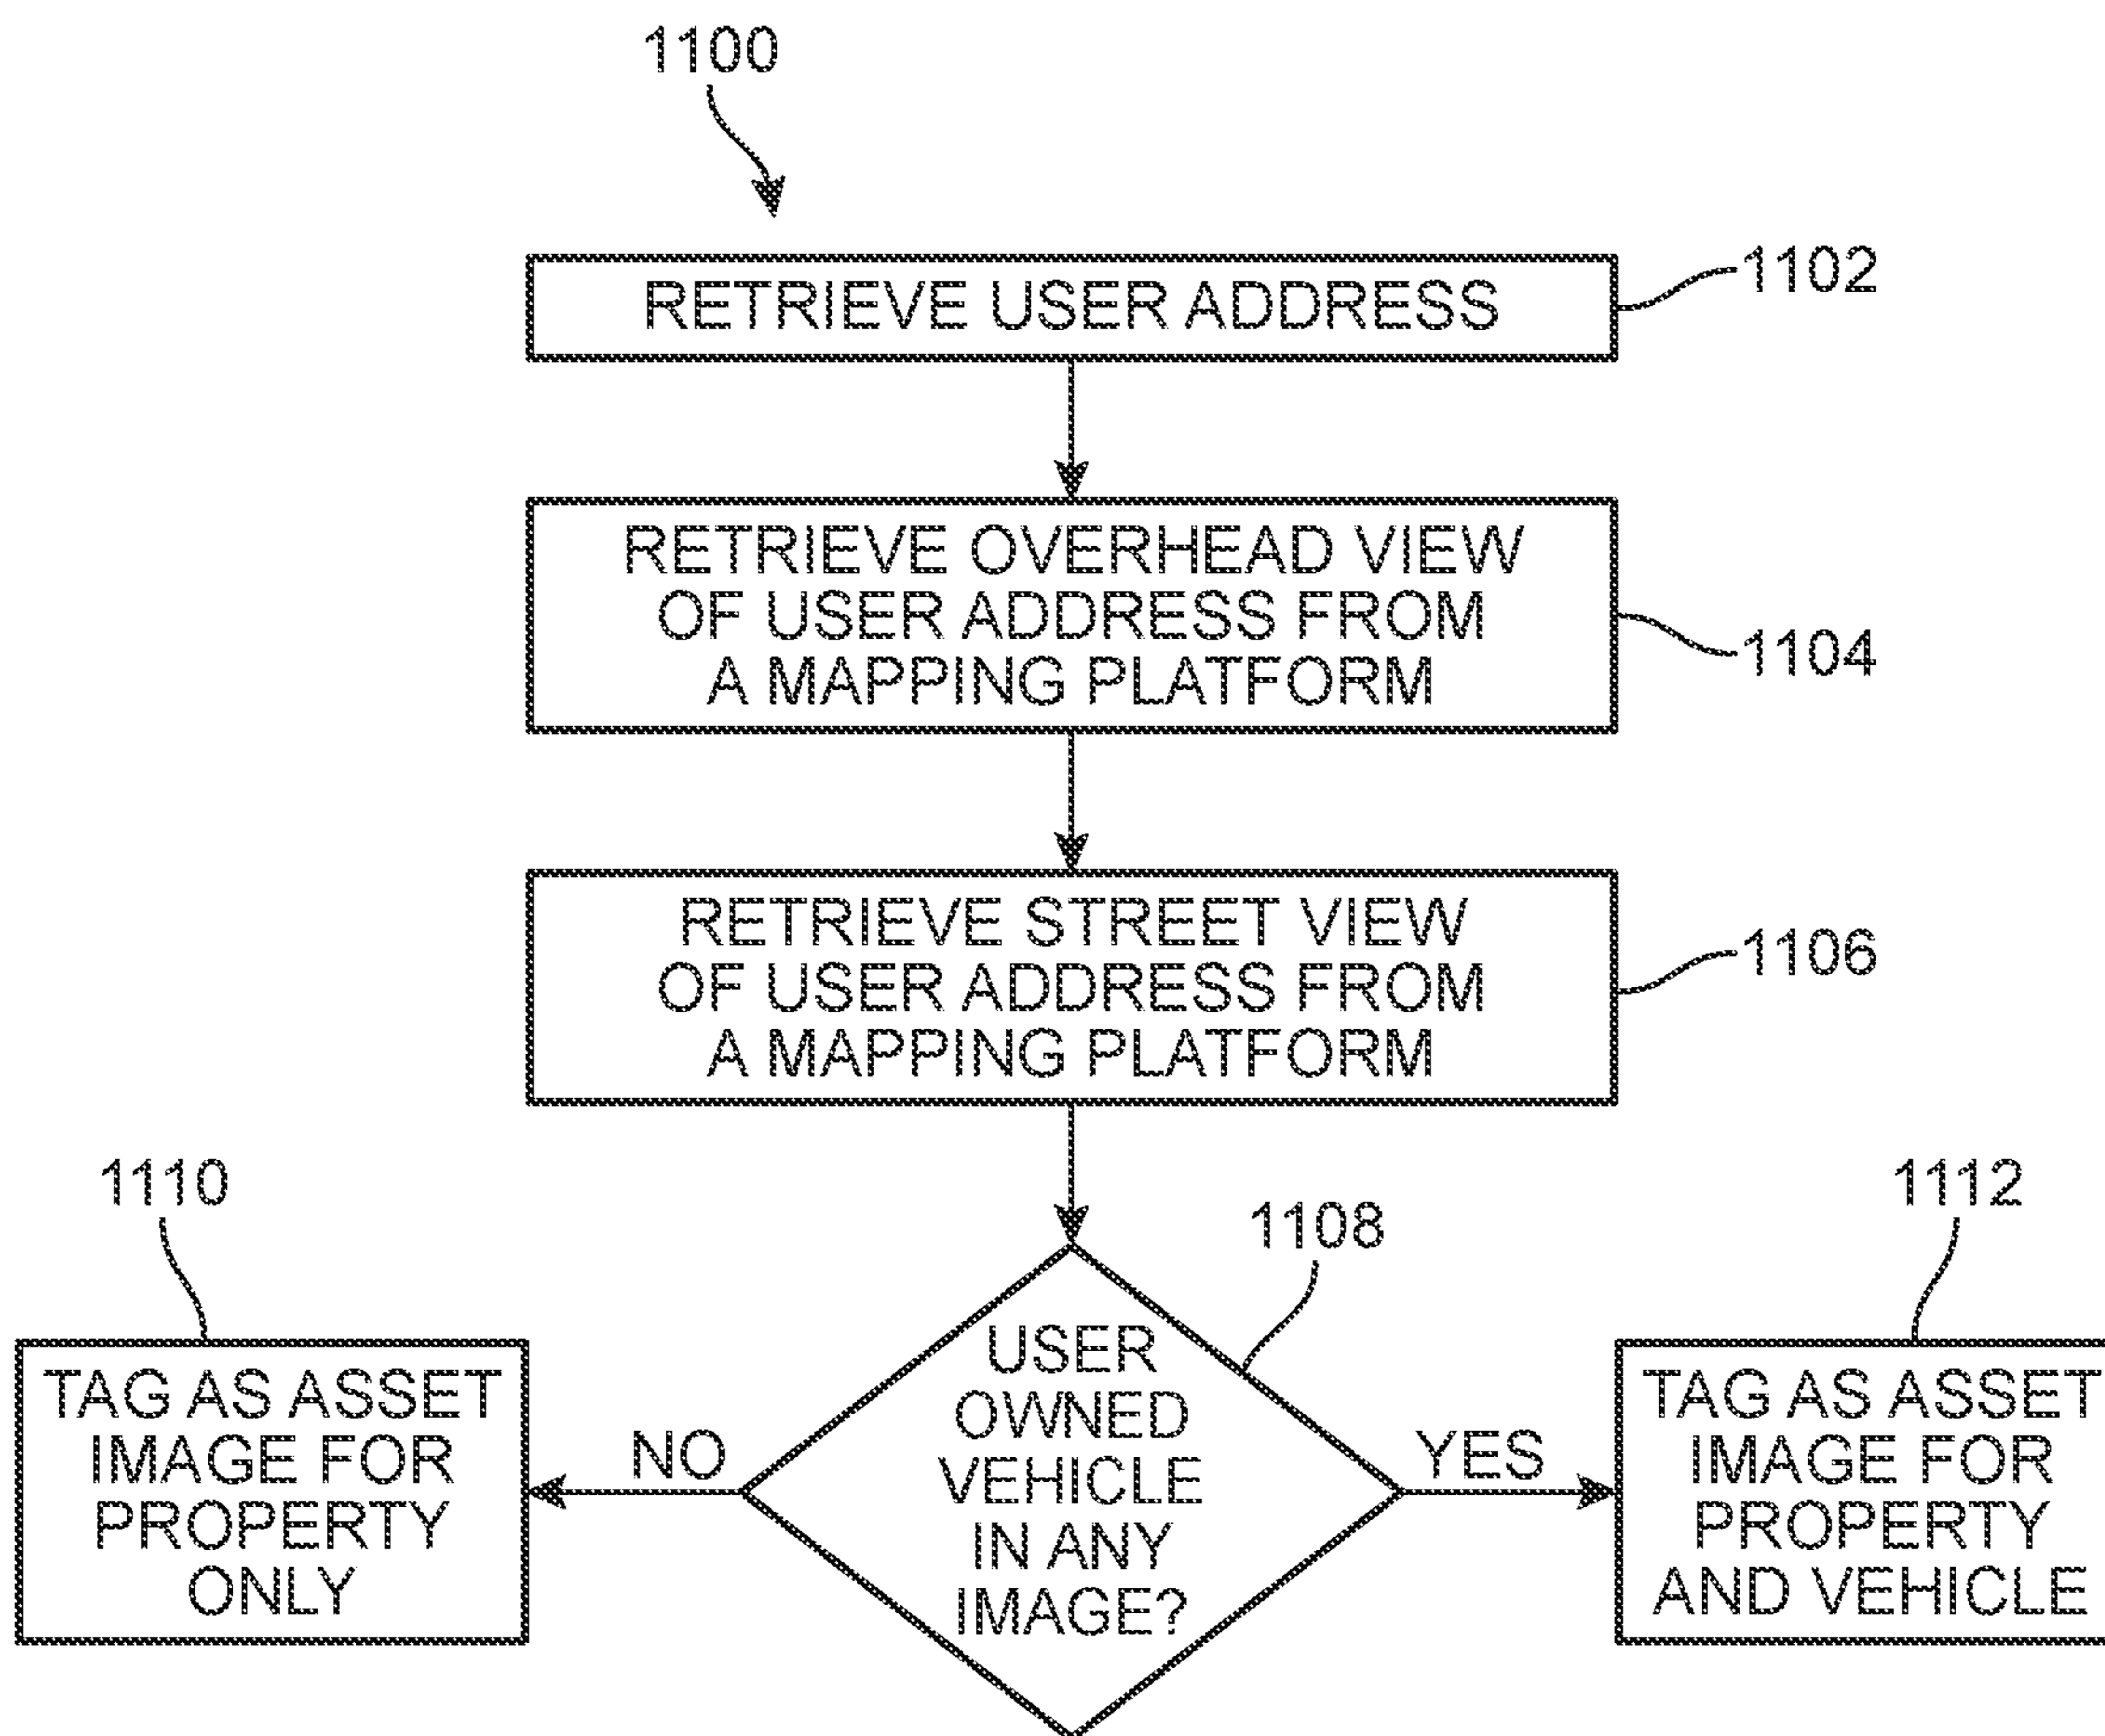 1100
RETRIEVE USER ADDRESS
1102
RETRIEVE OVERHEAD VIEW
OF USER ADDRESS FROM
A MAPPING PLATFORM
1104
RETRIEVE STREET VIEW
OF USER ADDRESS FROM
A MAPPING PLATFORM
1106
1108
USER
OWNED
VEHICLE
IN ANY
IMAGE?
NO
1110
TAG AS ASSET
IMAGE FOR
PROPERTY
ONLY
YES
1112
TAG AS ASSET
IMAGE FOR
PROPERTY
AND VEHICLE